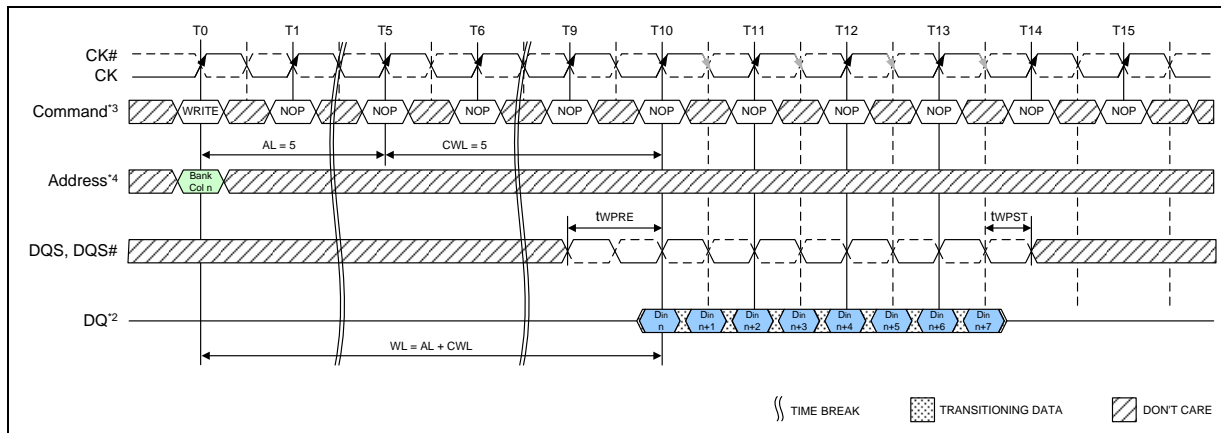 T0 T1 T5 T6 T9 T10 T11 T12 T13 T14 T15
CK#
CK
Command*3 WRITE NOP NOP NOP NOP NOP NOP NOP NOP NOP NOP
AL = 5 CWL = 5
Address*4 Bank
Col n
tWPRE tWPST
DQS, DQS#
DQ*2 Din Din Din Din Din Din Din Din
n n+1 n+2 n+3 n+4 n+5 n+6 n+7
WL = AL + CWL
TIME BREAK TRANSITIONING DATA DON'T CARE